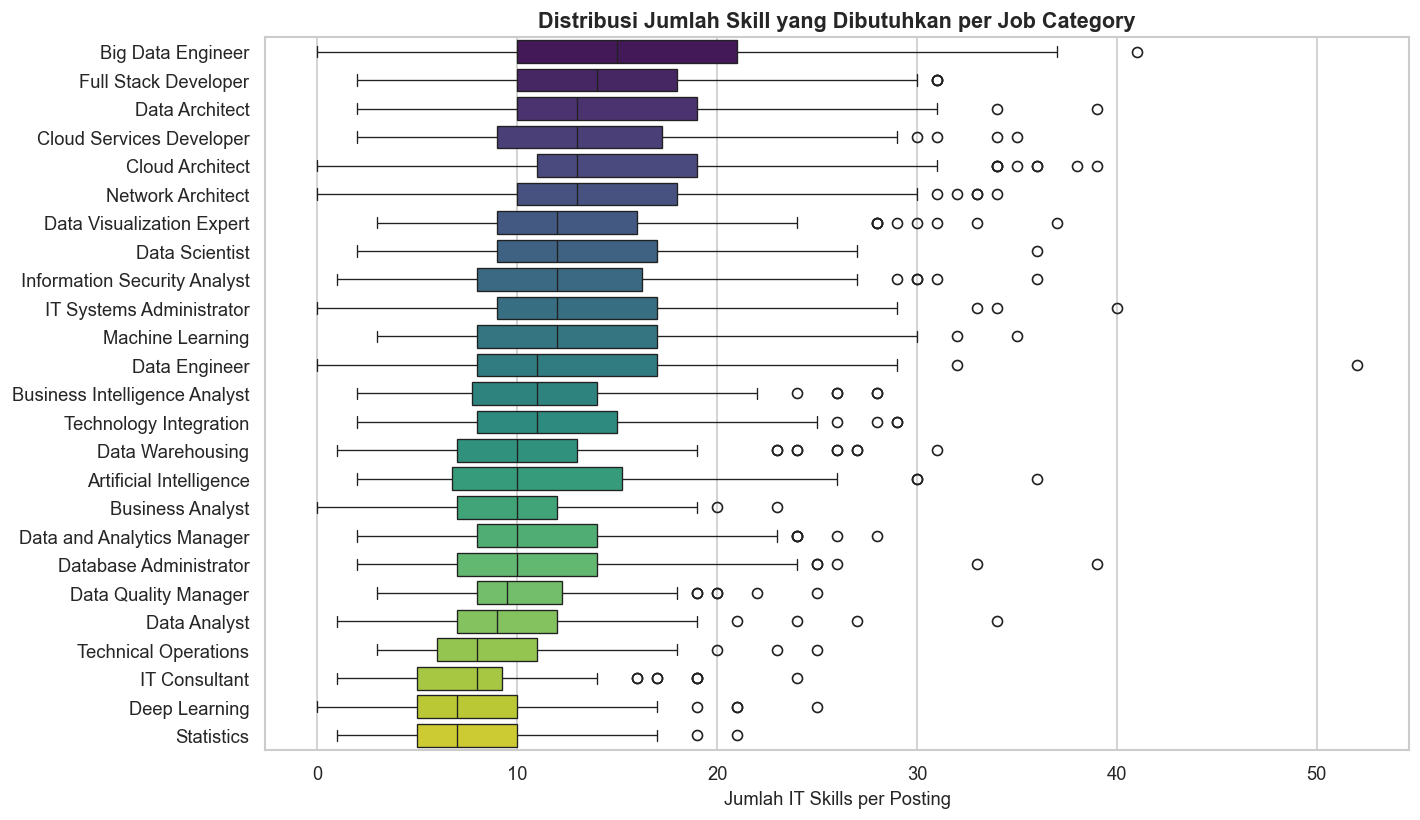 Distribusi Jumlah Skill yang Dibutuhkan per Job Category
Big Data Engineer
Full Stack Developer
Data Architect
Cloud Services Developer
Cloud Architect
Network Architect
Data Visualization Expert
Data Scientist
Information Security Analyst
IT Systems Administrator
Machine Learning
Data Engineer
Business Intelligence Analyst
Technology Integration
Data Warehousing
Artificial Intelligence
Business Analyst
Data and Analytics Manager
Database Administrator
Data Quality Manager
Data Analyst
Technical Operations
IT Consultant
Deep Learning
Statistics
0 10 20 30 40 50
Jumlah IT Skills per Posting